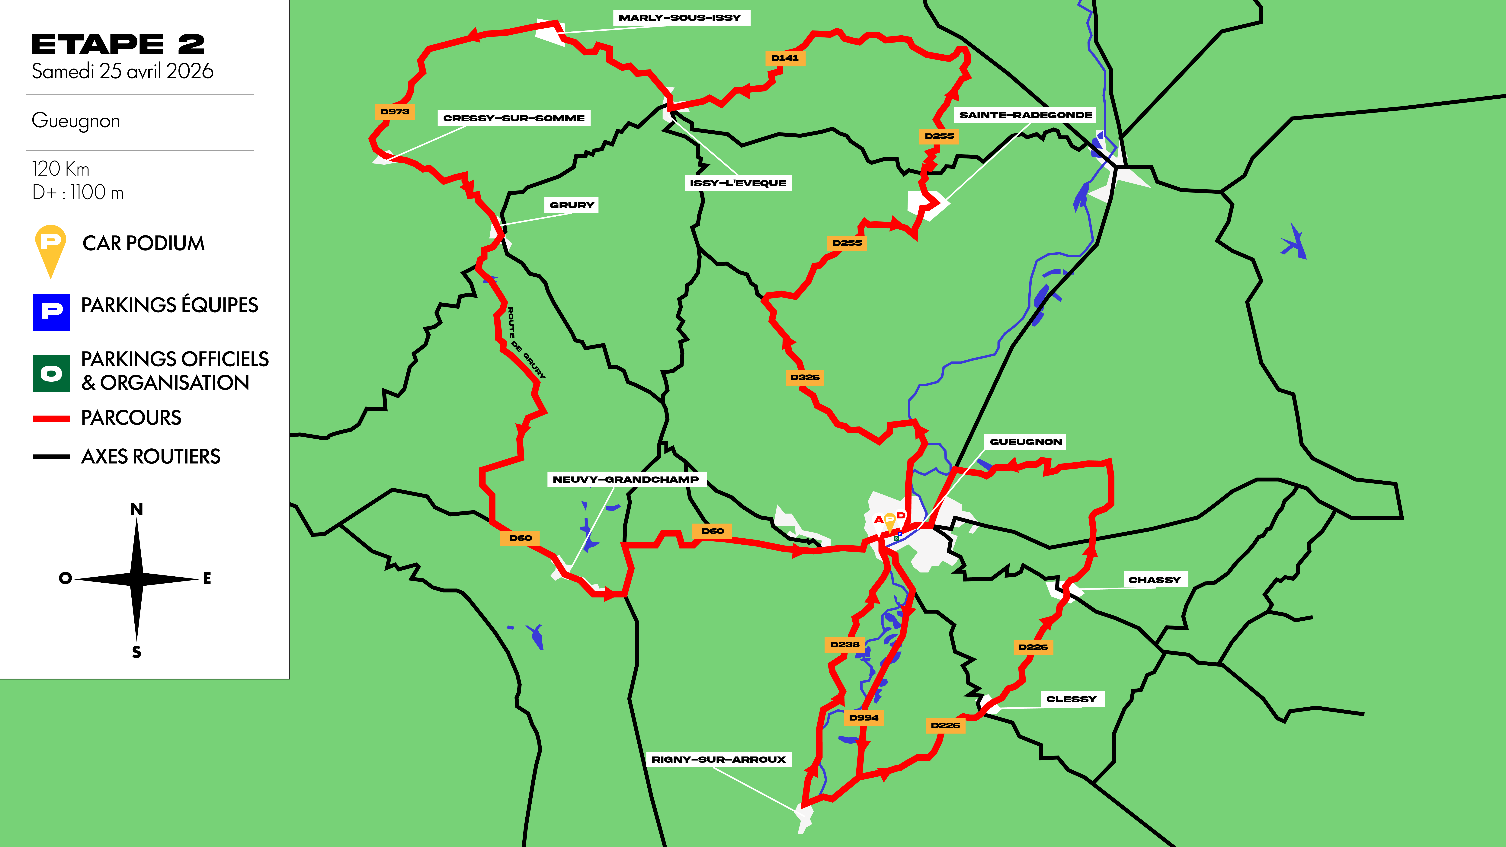 ETAPE 2
Samedi 25 avril 2026
Gueugnon
120 Km
D+ : 1100 m
P
CAR PODIUM
P
PARKINGS ÉQUIPES
O
PARKINGS OFFICIELS
& ORGANISATION
PARCOURS
AXES ROUTIERS
N
O
E
S
MARLY-SOUS-ISSY
D141
D973
CRESSY-SUR-SOMME
SAINTE-RADEGONDE
D255
ISSY-L'EVEQUE
GRURY
D255
ROUTE DE GRURY
D326
GUEUGNON
NEUVY-GRANDCHAMP
A
P
D
D60
D60
CHASSY
D238
D226
CLESSY
D994
D226
RIGNY-SUR-ARROUX